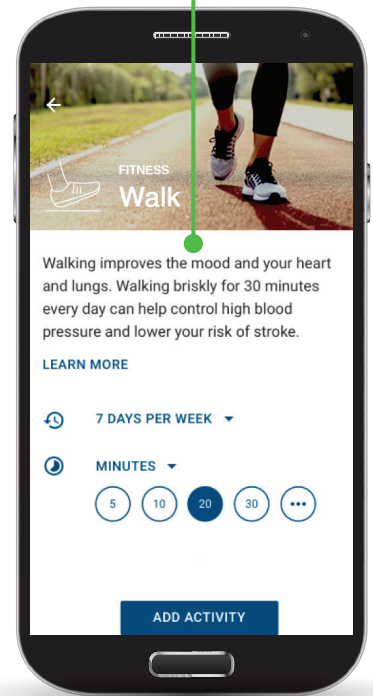 FITNESS
Walk
Walking improves the mood and your heart
and lungs. Walking briskly for 30 minutes
every day can help control high blood
pressure and lower your risk of stroke.
LEARN MORE
7 DAYS PER WEEK
MINUTES
5 10 20 30 •••
ADD ACTIVITY